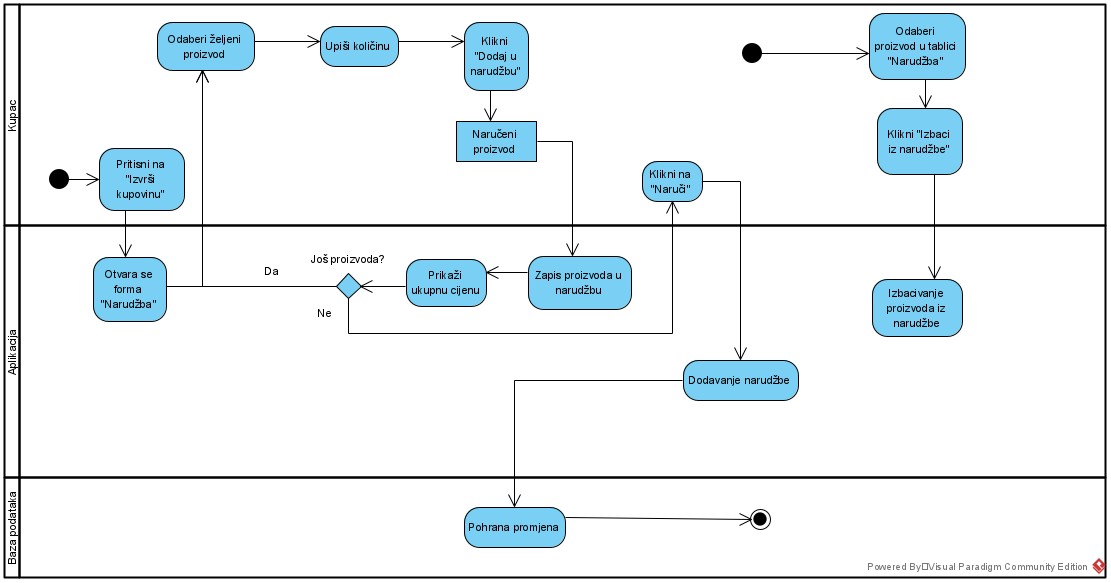 Kupac
Odaberi željeni
proizvod
Upiši količinu
Klikni
"Dodaj u
narudžbu"
Naručeni
proizvod
Pritisni na
"Izvrši
kupovinu"
Klikni na
"Naruči"
Odaberi
proizvod u tablici
"Narudžba"
Klikni "Izbaci
iz narudžbe"
Aplikacija
Otvara se
forma
"Narudžba"
Da
Još proizvoda?
Ne
Prikaži
ukupnu cijenu
Zapis proizvoda u
narudžbu
Izbacivanje
proizvoda iz
narudžbe
Dodavanje narudžbe
Baza podataka
Pohrana promjena
Powered By Visual Paradigm Community Edition